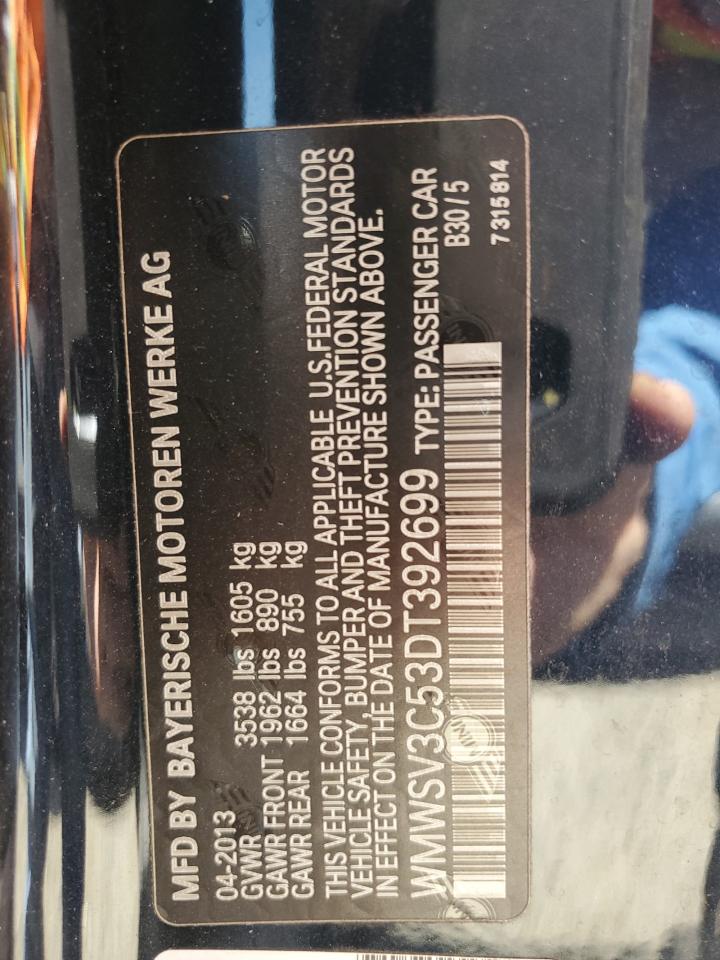 MFD BY BAYERISCHE MOTOREN WERKE AG
04-2013
GVWR 3538 lbs 1605 kg
GAWR FRONT 1962 lbs 890 kg
GAWR REAR 1664 lbs 755 kg
THIS VEHICLE CONFORMS TO ALL APPLICABLE U.S.FEDERAL MOTOR
VEHICLE SAFETY, BUMPER AND THEFT PREVENTION STANDARDS
IN EFFECT ON THE DATE OF MANUFACTURE SHOWN ABOVE.
WMWSV3C53DT392699 TYPE: PASSENGER CAR
B30/5
7315814